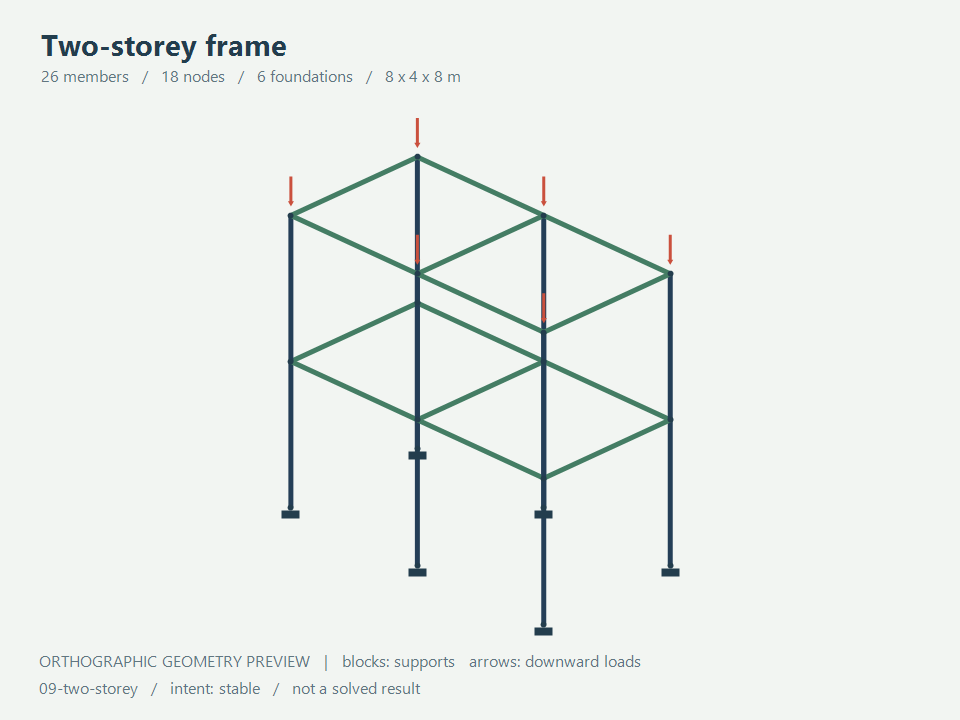 Two-storey frame
26 members / 18 nodes / 6 foundations / 8 x 4 x 8 m
ORTHOGRAPHIC GEOMETRY PREVIEW | blocks: supports arrows: downward loads
09-two-storey / intent: stable / not a solved result